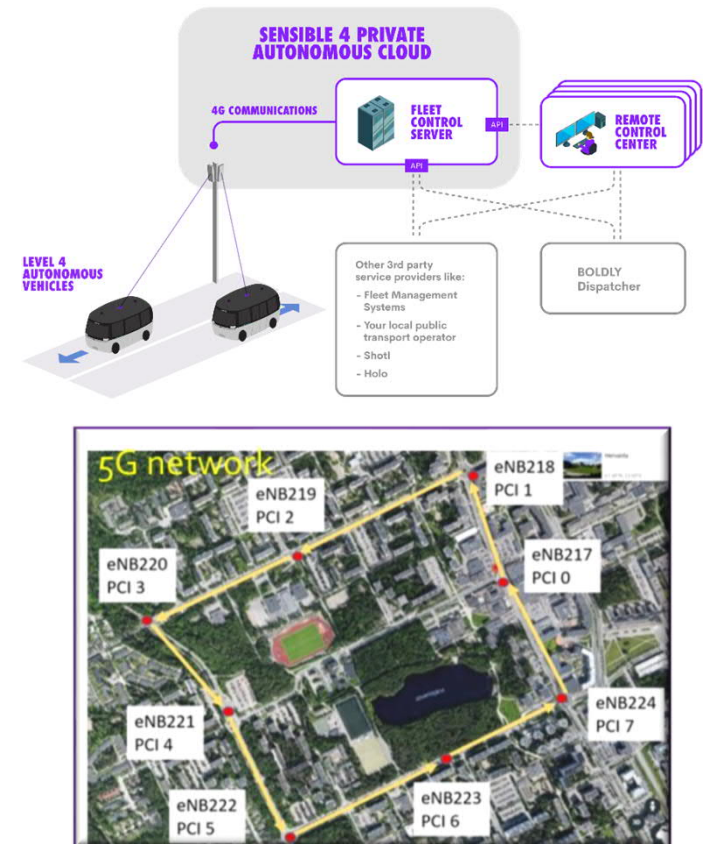 SENSIBLE 4 PRIVATE
AUTONOMOUS CLOUD
4G COMMUNICATIONS
FLEET
CONTROL
SERVER
API
API
REMOTE
CONTROL
CENTER
LEVEL 4
AUTONOMOUS
VEHICLES
Other 3rd party
service providers like:
- Fleet Management
Systems
- Your local public
transport operator
- Shotl
- Holo
BOLDLY
Dispatcher
5G network
eNB218
PCI 1
eNB219
PCI 2
eNB217
PCI 0
eNB220
PCI 3
eNB221
PCI 4
eNB224
PCI 7
eNB222
PCI 5
eNB223
PCI 6